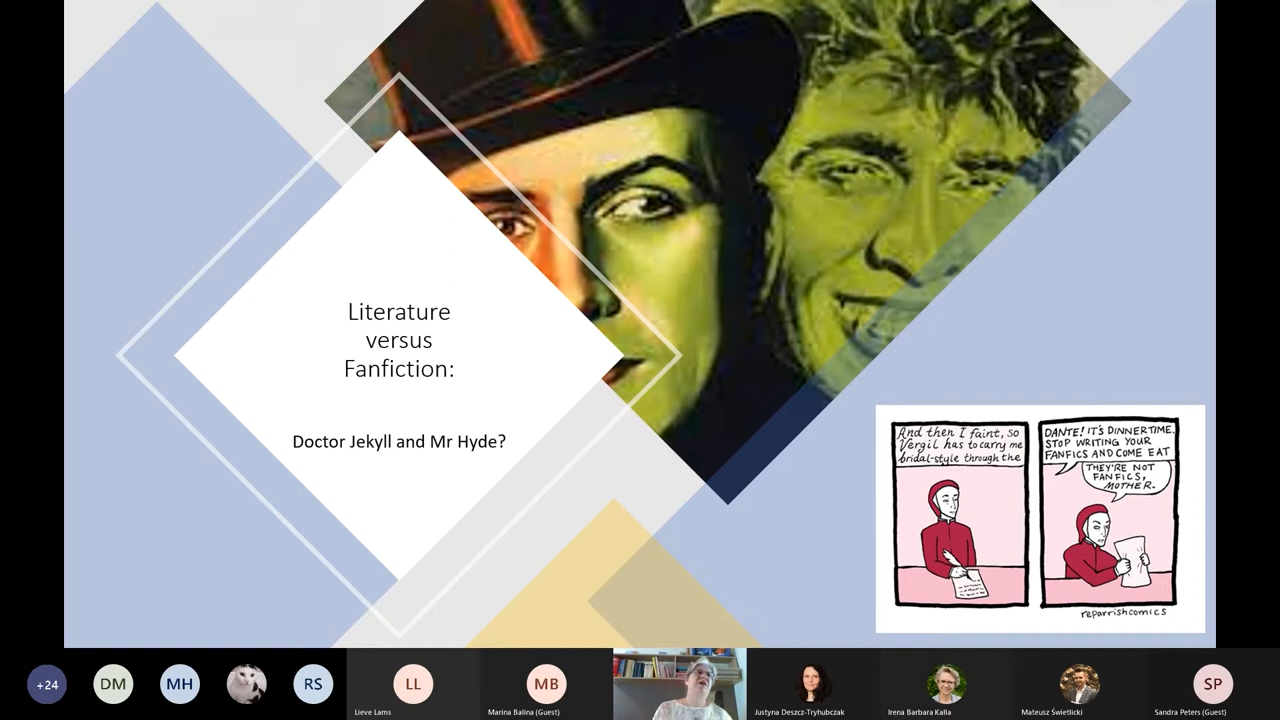 Literature
versus
Fanfiction:
Doctor Jekyll and Mr Hyde?
And then I faint, so
Vergil has to carry me
bridal-style through the
DANTE! IT'S DINNERTIME.
STOP WRITING YOUR
FANFICS AND COME EAT
THEY'RE NOT
FANFICS,
MOTHER.
reparrishcomics
+24
DM
MH
RS
LL
MB
SP
Lieve Lams
Marina Balina (Guest)
Justyna Deszcz-Tryhubczak
Irena Barbara Kalla
Mateusz Świetlicki
Sandra Peters (Guest)